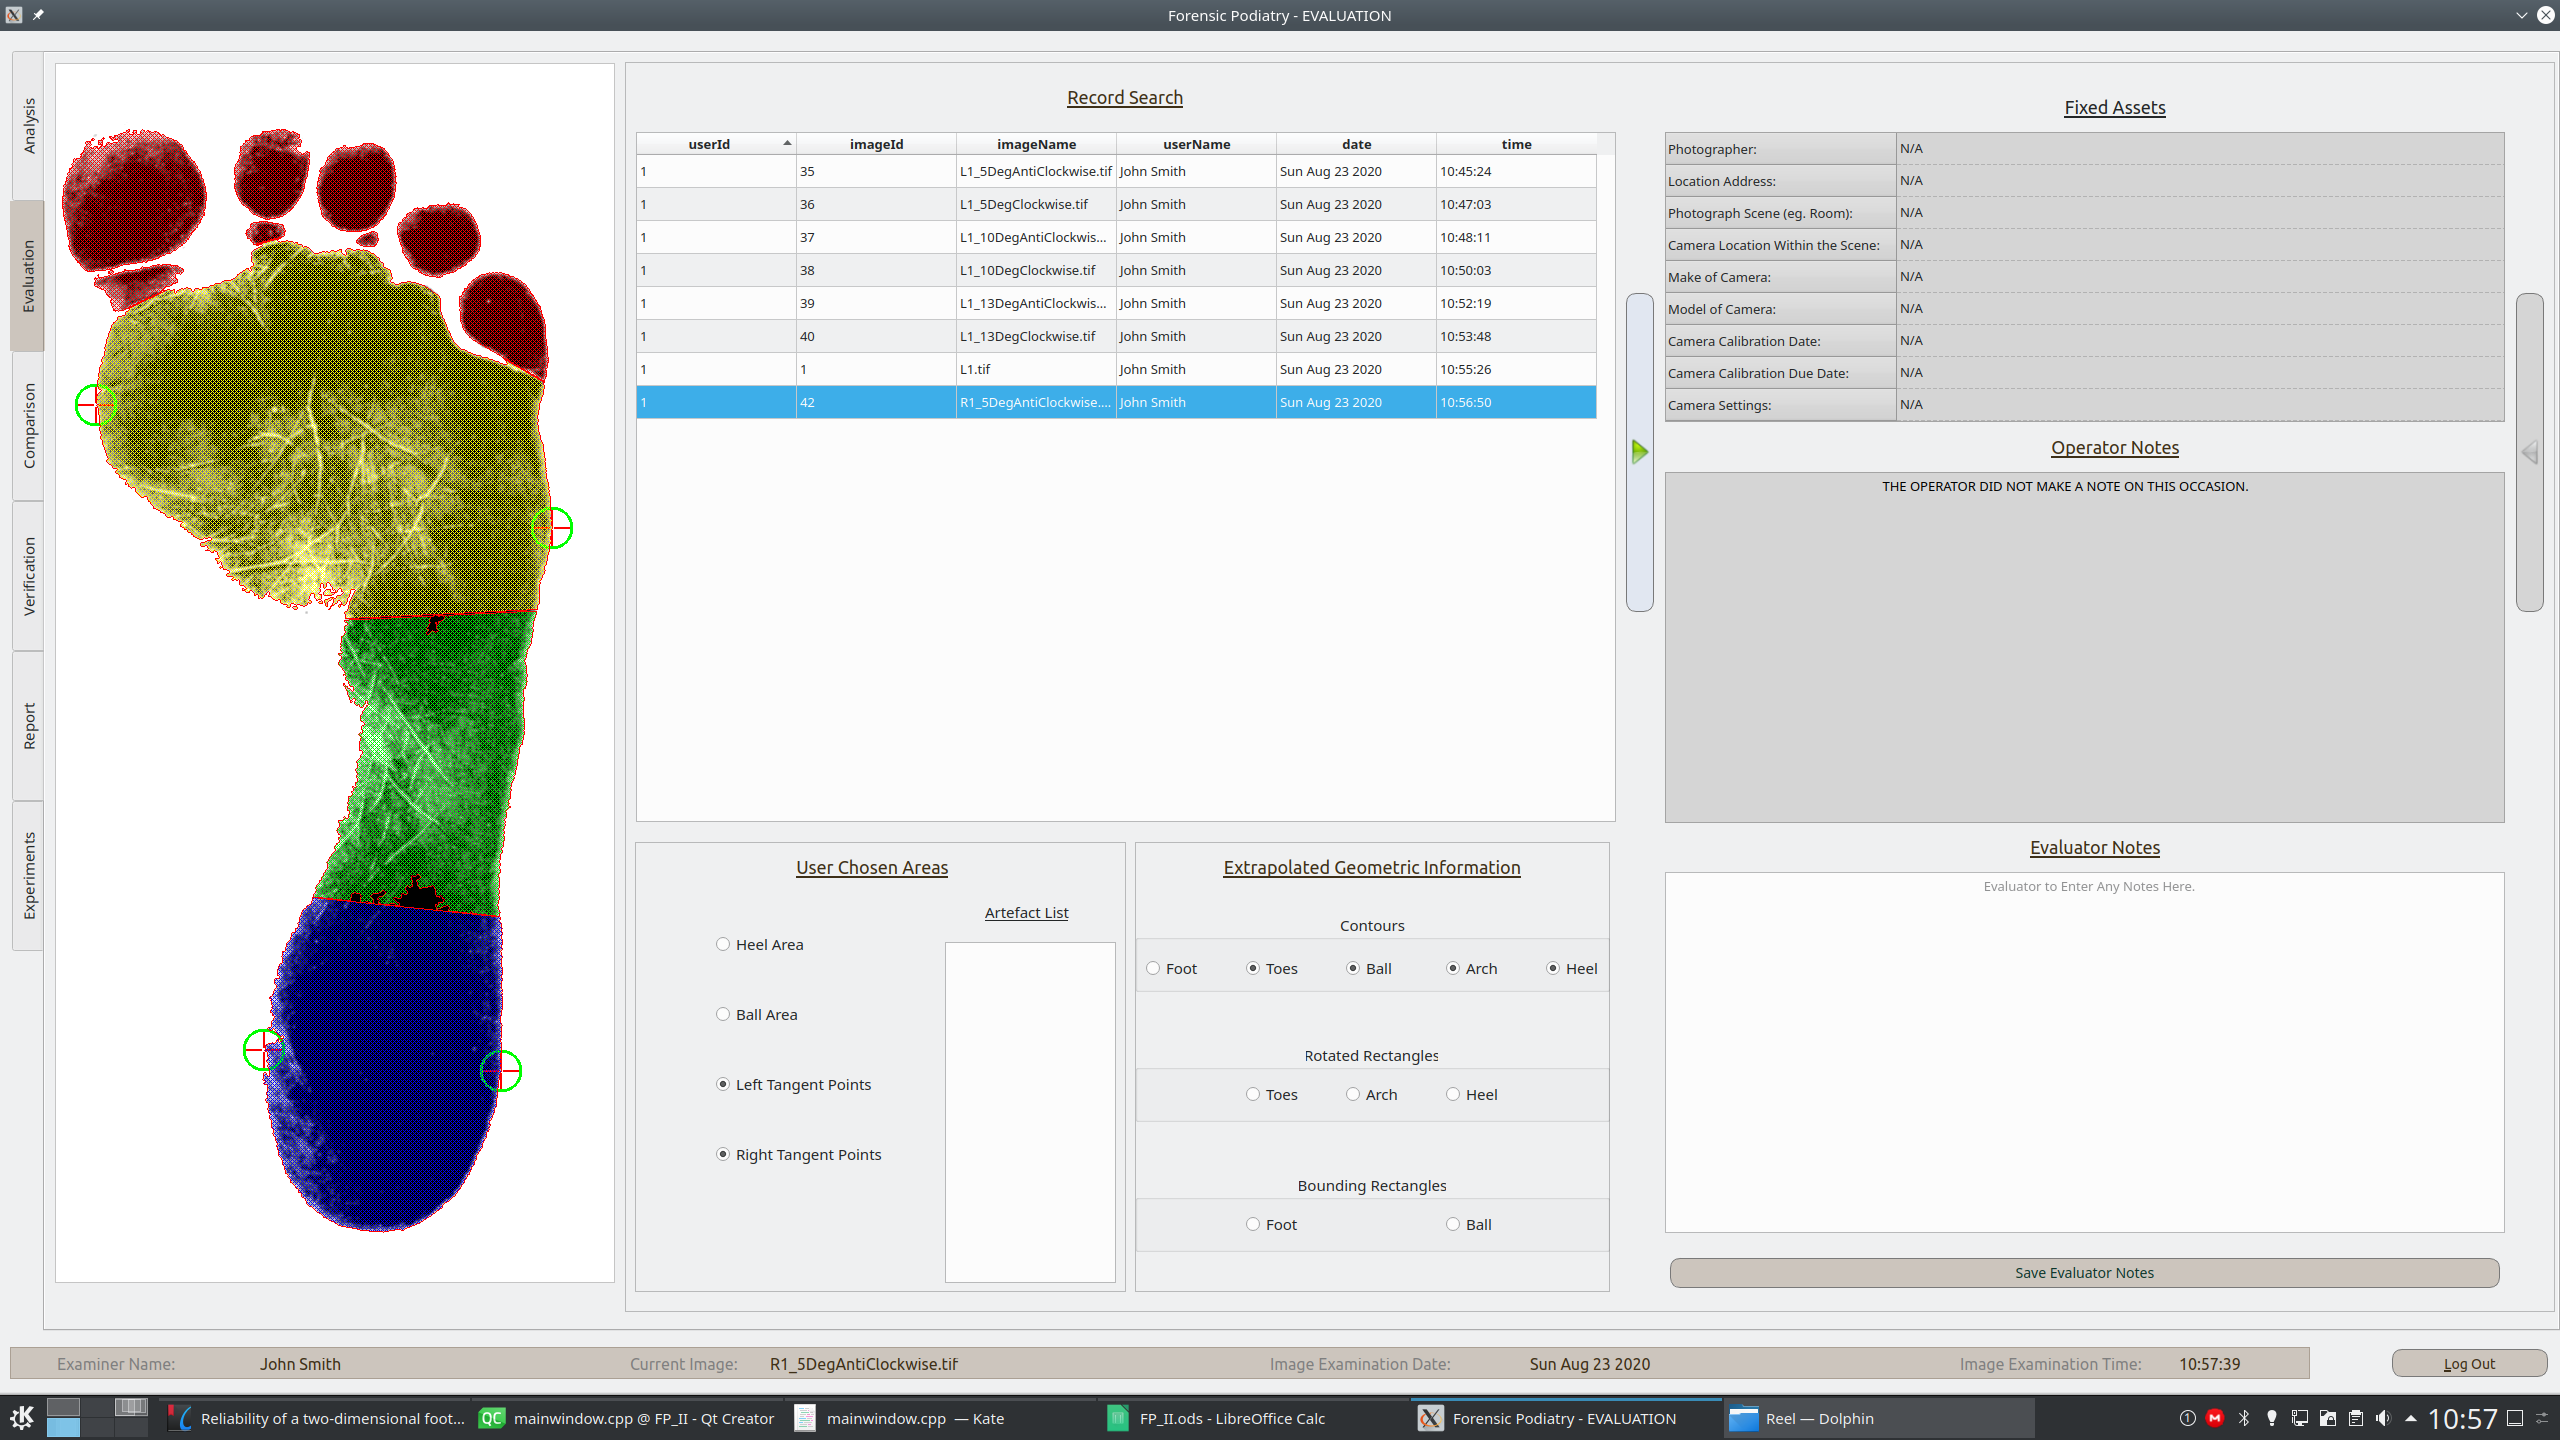 Forensic Podiatry - EVALUATION
Analysis
Evaluation
Comparison
Verification
Report
Experiments
Record Search
userId imageId imageName userName date time
1 35 L1_5DegAntiClockwise.tif John Smith Sun Aug 23 2020 10:45:24
1 36 L1_5DegClockwise.tif John Smith Sun Aug 23 2020 10:47:03
1 37 L1_10DegAntiClockwis... John Smith Sun Aug 23 2020 10:48:11
1 38 L1_10DegClockwise.tif John Smith Sun Aug 23 2020 10:50:03
1 39 L1_13DegAntiClockwis... John Smith Sun Aug 23 2020 10:52:19
1 40 L1_13DegClockwise.tif John Smith Sun Aug 23 2020 10:53:48
1 1 L1.tif John Smith Sun Aug 23 2020 10:55:26
1 42 R1_5DegAntiClockwise.... John Smith Sun Aug 23 2020 10:56:50
User Chosen Areas
Artefact List
Heel Area
Ball Area
Left Tangent Points
Right Tangent Points
Extrapolated Geometric Information
Contours
Foot Toes Ball Arch Heel
Rotated Rectangles
Toes Arch Heel
Bounding Rectangles
Foot Ball
Fixed Assets
Photographer: N/A
Location Address: N/A
Photograph Scene (eg. Room): N/A
Camera Location Within the Scene: N/A
Make of Camera: N/A
Model of Camera: N/A
Camera Calibration Date: N/A
Camera Calibration Due Date: N/A
Camera Settings: N/A
Operator Notes
THE OPERATOR DID NOT MAKE A NOTE ON THIS OCCASION.
Evaluator Notes
Evaluator to Enter Any Notes Here.
Save Evaluator Notes
Examiner Name: John Smith Current Image: R1_5DegAntiClockwise.tif Image Examination Date: Sun Aug 23 2020 Image Examination Time: 10:57:39
Log Out
Reliability of a two-dimensional foot... QC mainwindow.cpp @ FP_II - Qt Creator mainwindow.cpp — Kate FP_II.ods - LibreOffice Calc Forensic Podiatry - EVALUATION Reel — Dolphin 1 M 10:57